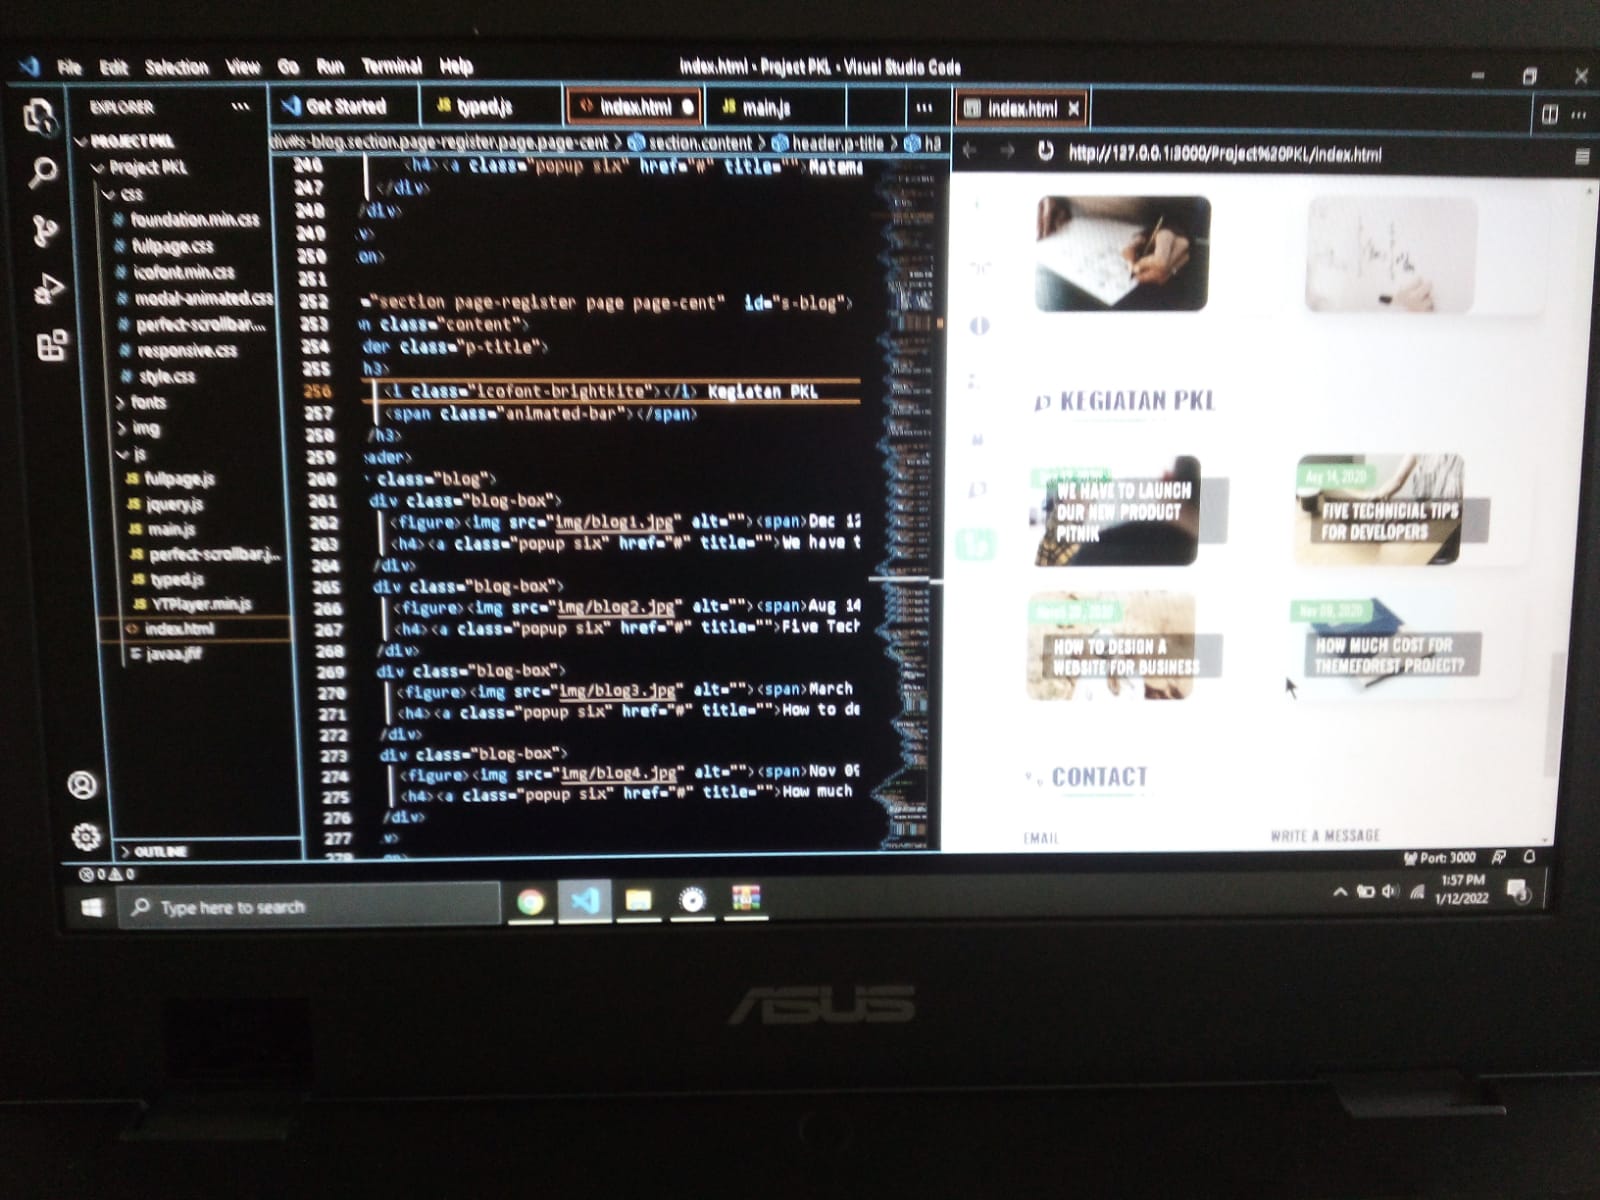 File Edit Selection View Go Run Terminal Help
index.html - Project PKL - Visual Studio Code
EXPLORER
Get Started
JS typed.js
index.html
JS main.js
index.html
PROJECT PKL
section.page-register.page.page-cent > section.content > header.p-title > h3
http://127.0.0.1:3000/Project%20PKL/index.html
Project PKL
css
foundation.min.css
fullpage.css
icofont.min.css
modal-animated.css
perfect-scrollbar....
responsive.css
style.css
fonts
img
js
JS fullpage.js
JS jquery.js
JS main.js
JS perfect-scrollbar.j...
JS typed.js
JS YTPlayer.min.js
index.html
javaa.jfif
OUTLINE
246 <h4><a class="popup six" href="#" title="">Matema
247 </div>
248 /div>
249
250 on>
251
252 ="section page-register page page-cent" id="s-blog">
253 n class="content">
254 der class="p-title">
255 h3>
256 <i class="icofont-brightkite"></i> Kegiatan PKL
257 <span class="animated-bar"></span>
258 /h3>
259 ader>
260 class="blog">
261 div class="blog-box">
262 <figure><img src="img/blog1.jpg" alt=""><span>Dec 12
263 <h4><a class="popup six" href="#" title="">We have t
264 /div>
265 div class="blog-box">
266 <figure><img src="img/blog2.jpg" alt=""><span>Aug 14
267 <h4><a class="popup six" href="#" title="">Five Tech
268 /div>
269 div class="blog-box">
270 <figure><img src="img/blog3.jpg" alt=""><span>March
271 <h4><a class="popup six" href="#" title="">How to de
272 /div>
273 div class="blog-box">
274 <figure><img src="img/blog4.jpg" alt=""><span>Nov 09
275 <h4><a class="popup six" href="#" title="">How much
276 /div>
277
KEGIATAN PKL
WE HAVE TO LAUNCH
OUR NEW PRODUCT
PITNIK
Aug 14, 2020
FIVE TECHNICIAL TIPS
FOR DEVELOPERS
HOW TO DESIGN A
WEBSITE FOR BUSINESS
Nov 09, 2020
HOW MUCH COST FOR
THEMEFOREST PROJECT?
CONTACT
EMAIL
WRITE A MESSAGE
0 0
Port: 3000
Type here to search
1:57 PM
1/12/2022
ASUS